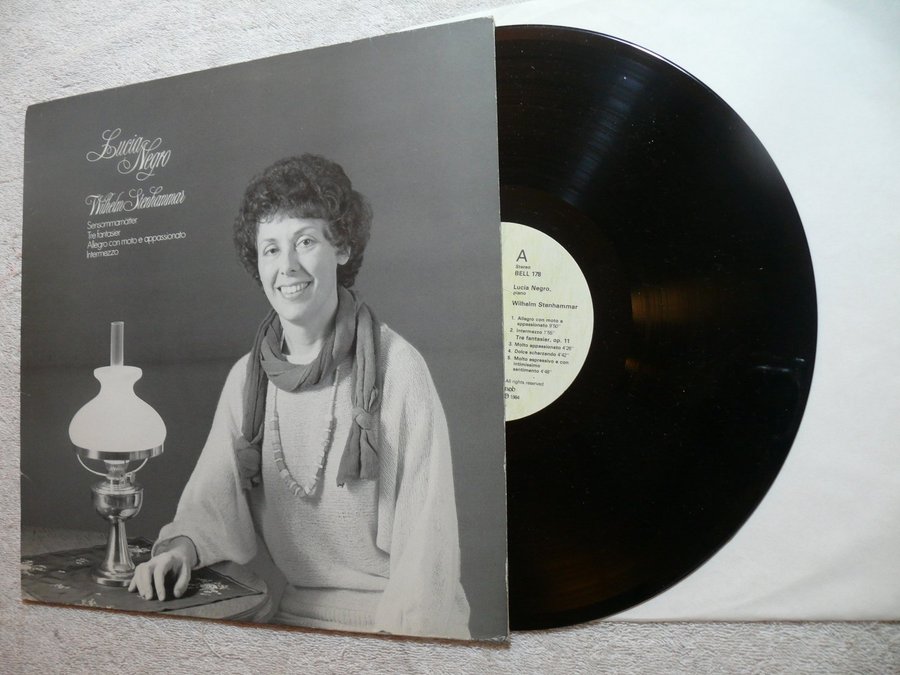 Lucia
Negro
Wilhelm Stenhammar
Sensommarnätter
Tre fantasier
Allegro con moto e appassionato
Intermezzo
A
Stereo
BELL 178
Lucia Negro,
piano
Wilhelm Stenhammar
1. Allegro con moto e
appassionato 9'50"
2. Intermezzo 1'55"
Tre fantasier, op. 11
3. Molto appassionato 4'26"
4. Dolce scherzando 4'42"
5. Molto espressivo e con
intimissimo
sentimento 4'48"
All rights reserved
ncb
℗ 1984